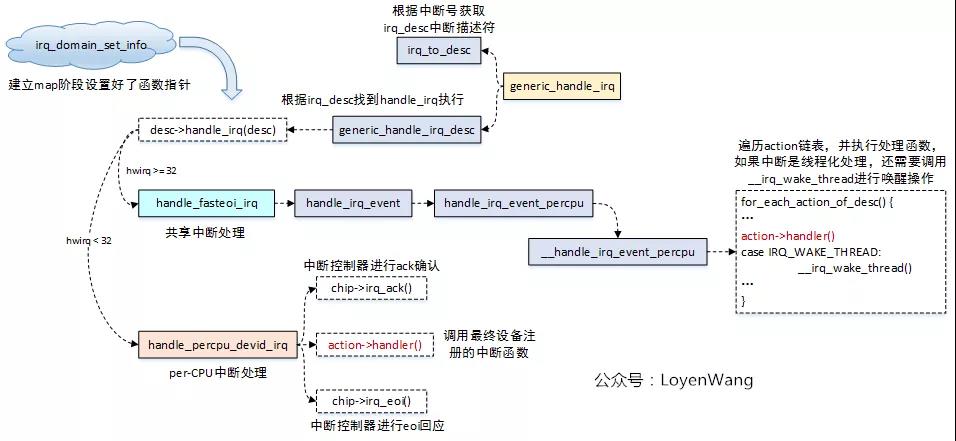 根据中断号获取
irq_desc中断描述符
irq_domain_set_info
irq_to_desc
建立map阶段设置好了函数指针
generic_handle_irq
根据irq_desc找到handle_irq执行
desc->handle_irq(desc)
generic_handle_irq_desc
遍历action链表，并执行处理函数，
如果中断是线程化处理，还需要调用
__irq_wake_thread进行唤醒操作
hwirq >= 32
handle_fasteoi_irq
handle_irq_event
handle_irq_event_percpu
共享中断处理
for_each_action_of_desc() {
...
action->handler()
case IRQ_WAKE_THREAD:
__irq_wake_thread()
...
}
hwirq < 32
__handle_irq_event_percpu
中断控制器进行ack确认
chip->irq_ack()
handle_percpu_devid_irq
action->handler()
调用最终设备注
册的中断函数
per-CPU中断处理
公众号：LoyenWang
chip->irq_eoi()
中断控制器进行eoi回应